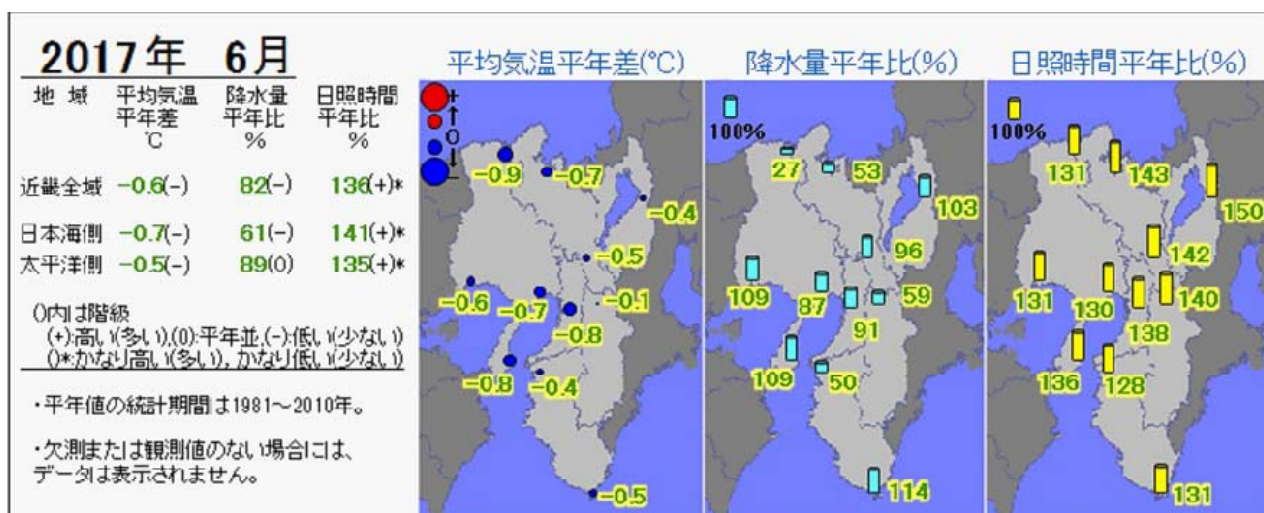 2017年 6月
地 域 平均気温 降水量 日照時間
平年差 平年比 平年比
℃ % %
近畿全域 -0.6(-) 82(-) 136(+)*
日本海側 -0.7(-) 61(-) 141(+)*
太平洋側 -0.5(-) 89(0) 135(+)*
()内は階級
(+):高い(多い),(0):平年並,(-):低い(少ない)
()*:かなり高い(多い), かなり低い(少ない)
・平年値の統計期間は1981～2010年。
・欠測または観測値のない場合には、
データは表示されません。
平均気温平年差(℃)
+
↑
0
↓
-
-0.9
-0.7
-0.4
-0.5
-0.6
-0.7
-0.1
-0.8
-0.8
-0.4
-0.5
降水量平年比(%)
100%
27
53
103
96
109
87
59
91
109
50
114
日照時間平年比(%)
100%
131
143
150
142
131
130
140
138
136
128
131